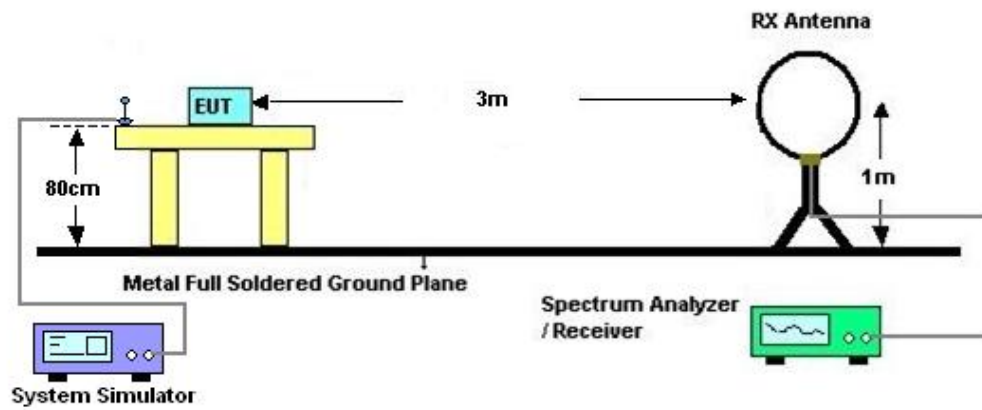 RX Antenna
EUT
3m
80cm
1m
Metal Full Soldered Ground Plane
Spectrum Analyzer
/ Receiver
System Simulator